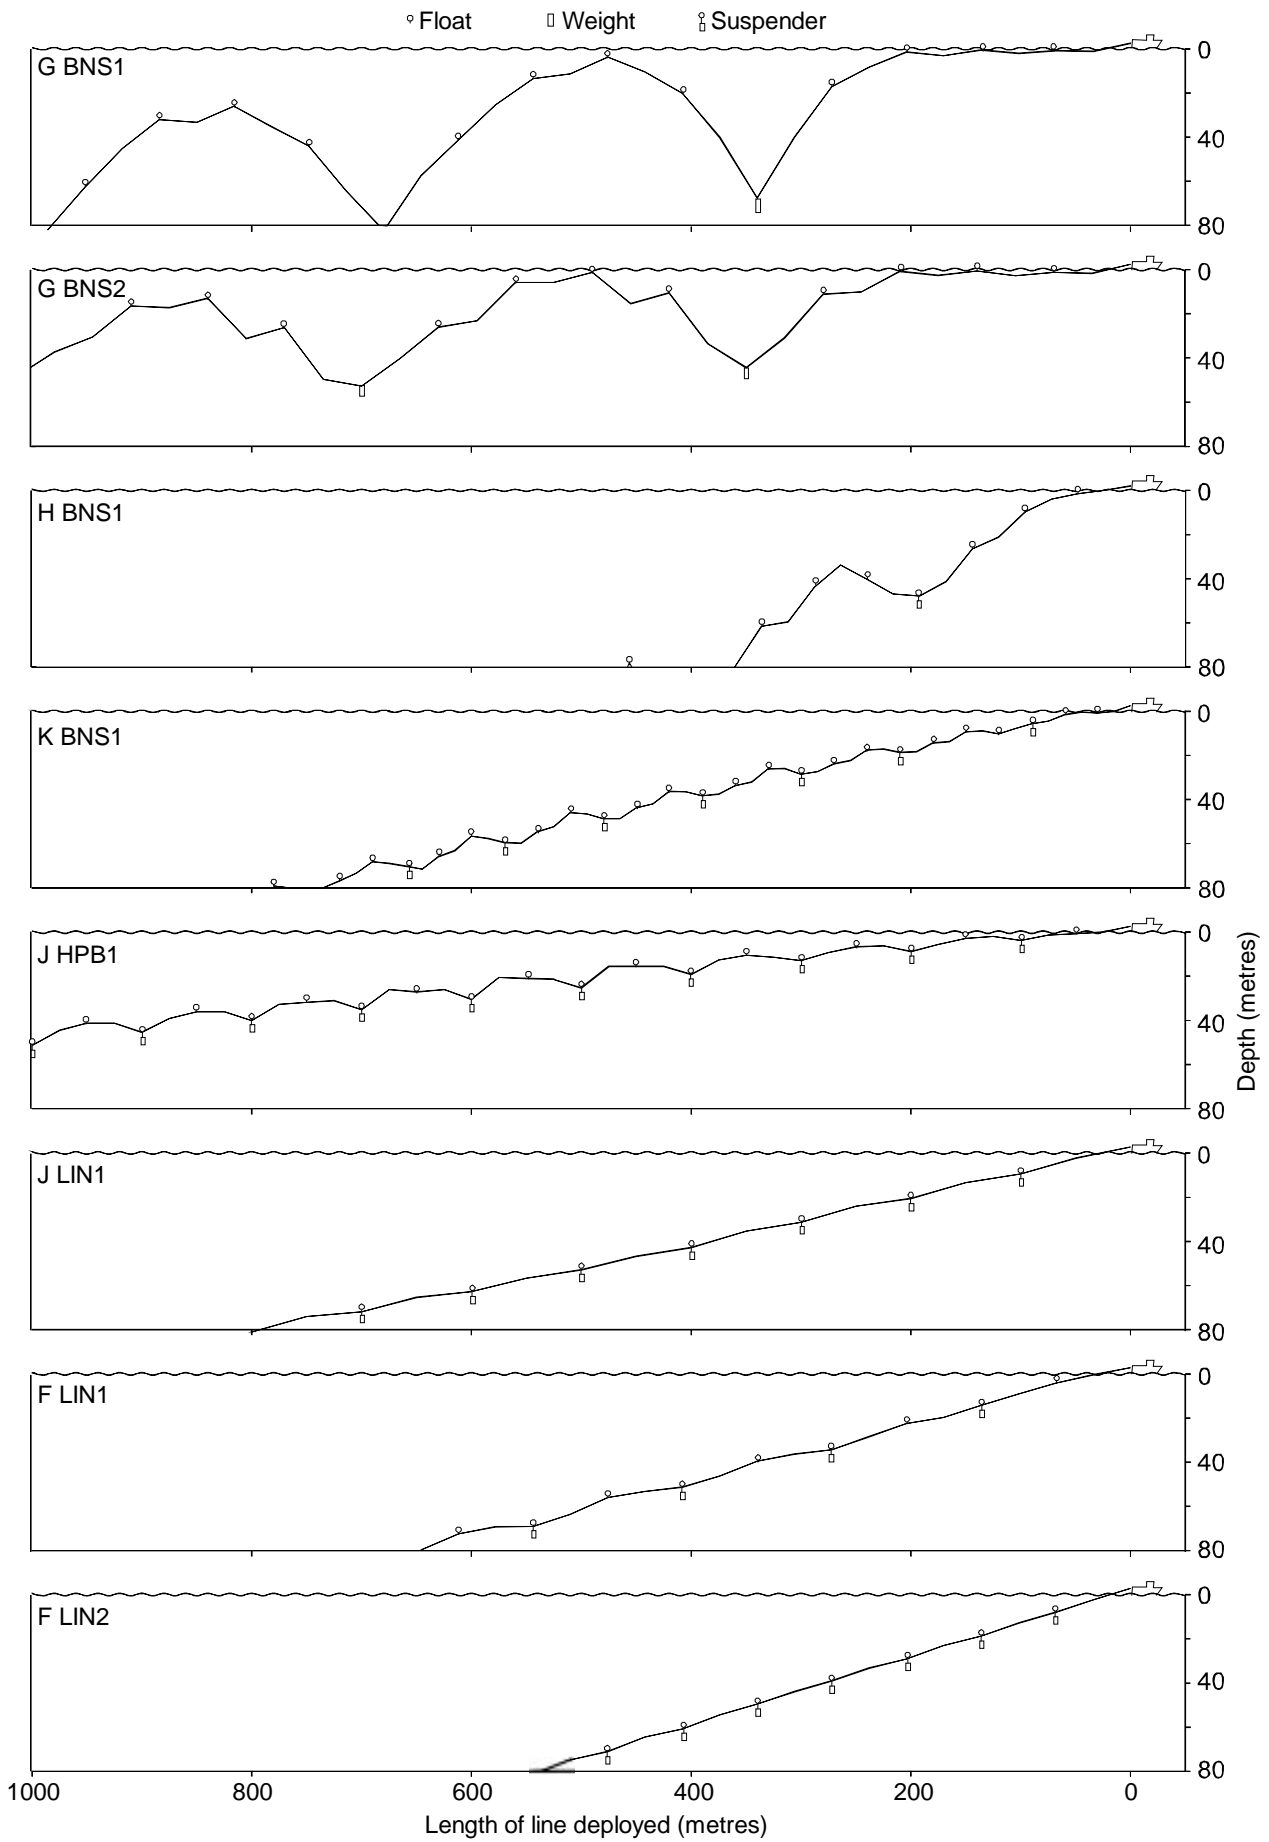 Float Weight Suspender
G BNS1
0
40
80
G BNS2
0
40
80
H BNS1
0
40
80
K BNS1
0
40
80
J HPB1
0
40
80
Depth (metres)
J LIN1
0
40
80
F LIN1
0
40
80
F LIN2
0
40
80
1000 800 600 400 200 0
Length of line deployed (metres)